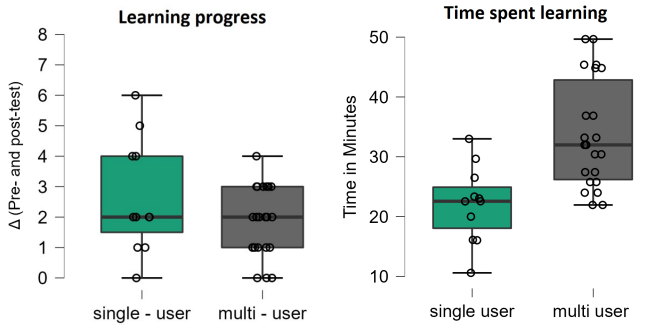 Learning progress
Δ (Pre- and post-test)
8
7
6
5
4
3
2
1
0
single - user
multi - user
Time spent learning
Time in Minutes
50
40
30
20
10
single user
multi user